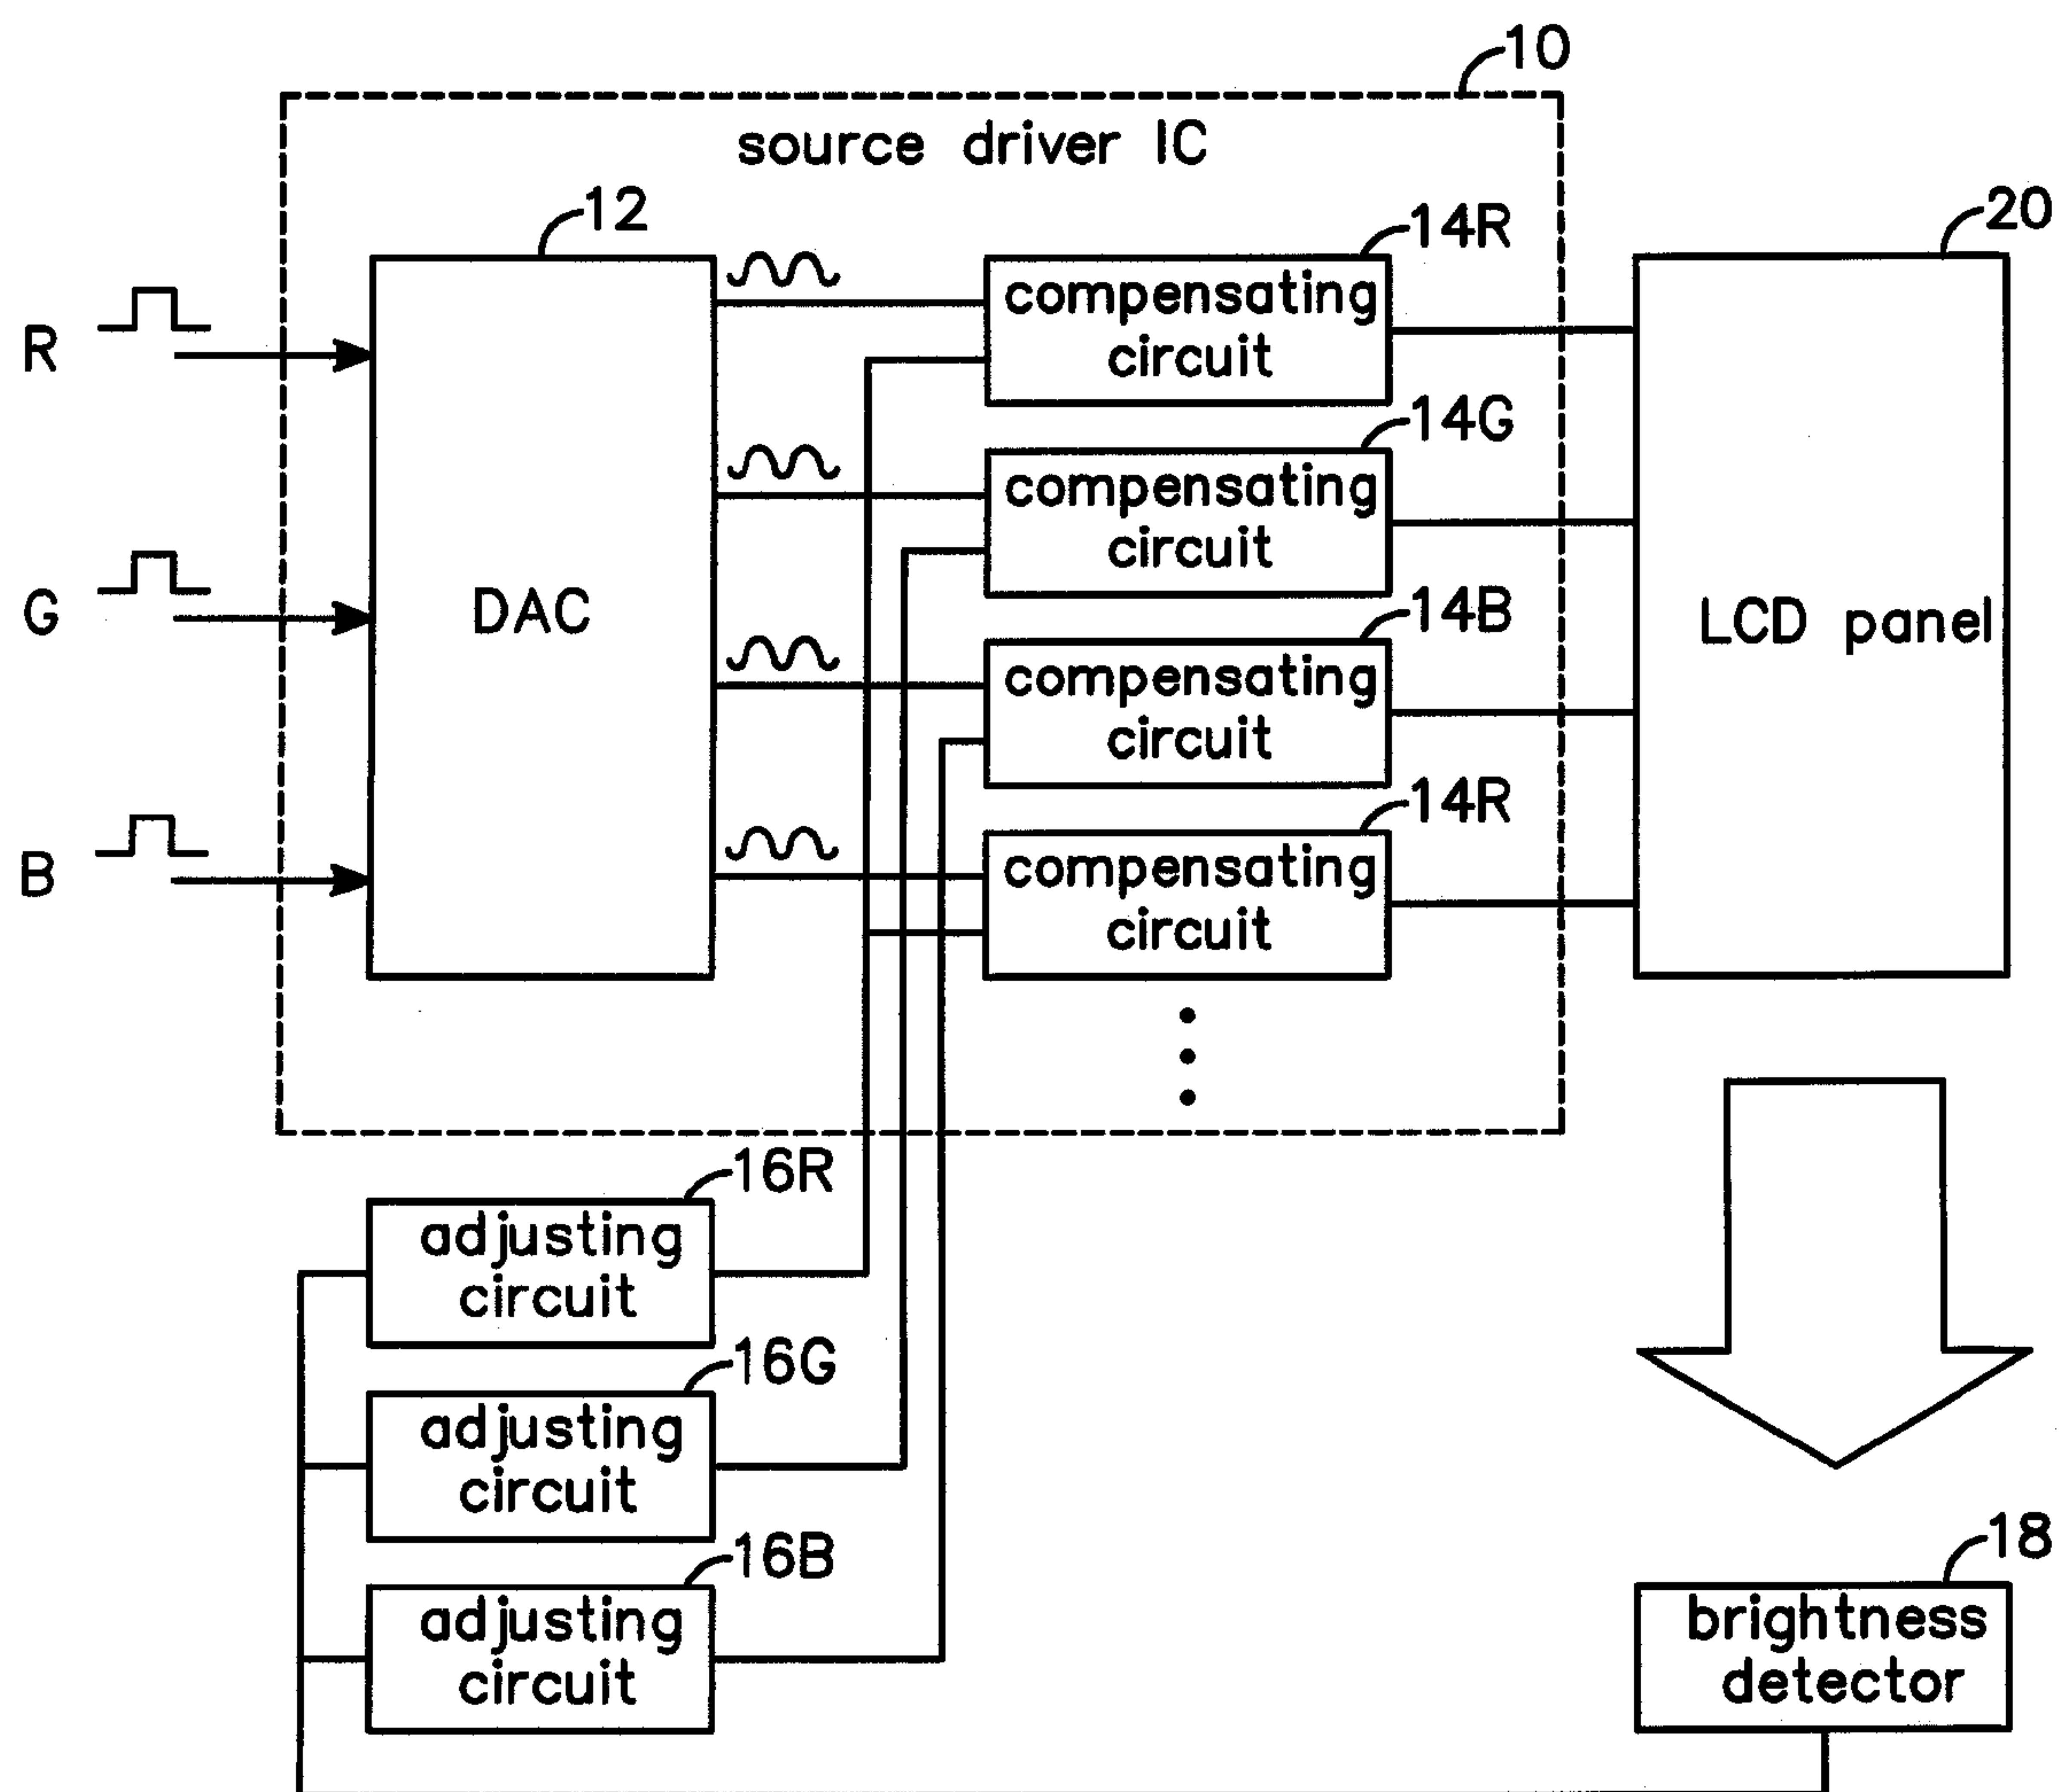 10
source driver IC
12
14R
20
R
compensating
circuit
14G
compensating
circuit
G
DAC
14B
LCD panel
compensating
circuit
14R
B
compensating
circuit
16R
adjusting
circuit
16G
adjusting
circuit
16B
adjusting
circuit
18
brightness
detector